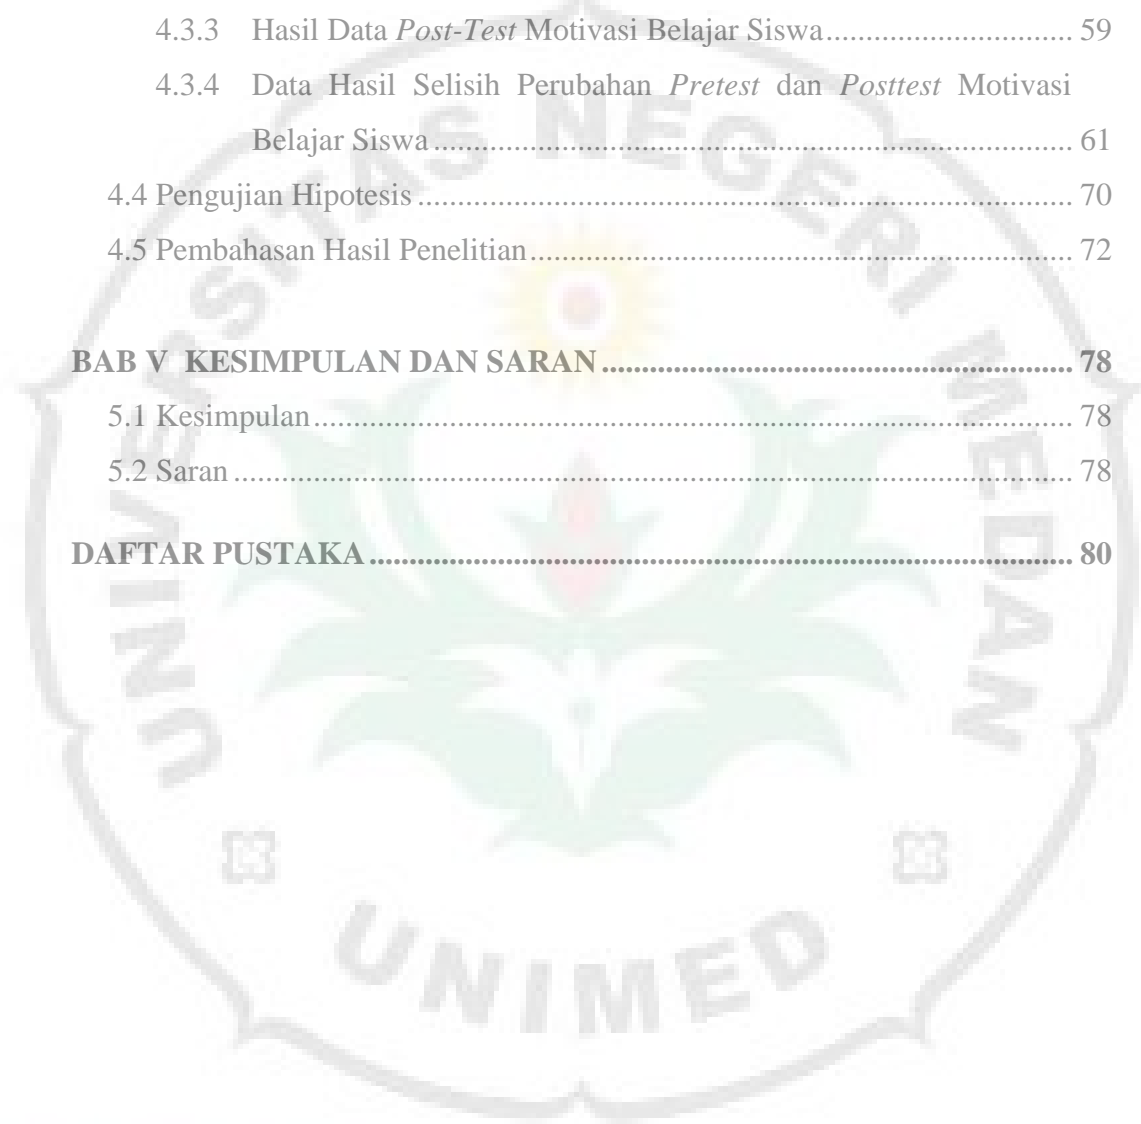 4.3.3 Hasil Data Post-Test Motivasi Belajar Siswa ............................. 59
4.3.4 Data Hasil Selisih Perubahan Pretest dan Posttest Motivasi
Belajar Siswa ........................................................................ 61
4.4 Pengujian Hipotesis ........................................................................ 70
4.5 Pembahasan Hasil Penelitian ............................................................ 72
BAB V KESIMPULAN DAN SARAN .................................................... 78
5.1 Kesimpulan .................................................................................... 78
5.2 Saran ............................................................................................. 78
DAFTAR PUSTAKA .............................................................................. 80
UNIVERSITAS NEGERI MEDAN
UNIMED